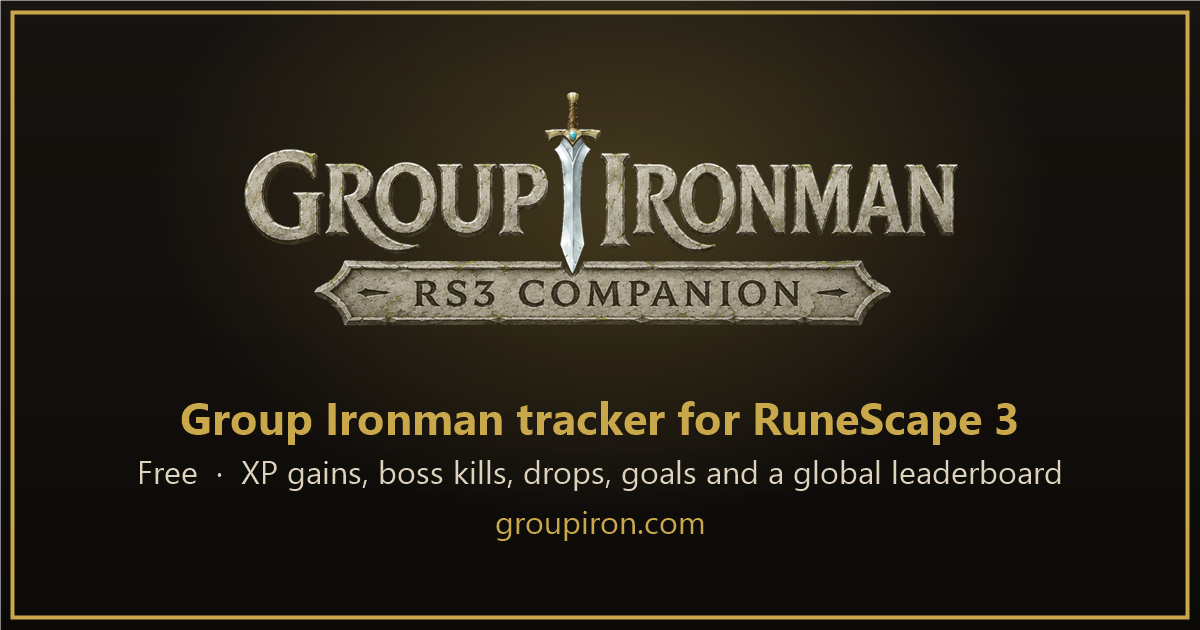 GROUP IRONMAN
RS3 COMPANION
Group Ironman tracker for RuneScape 3
Free · XP gains, boss kills, drops, goals and a global leaderboard
groupiron.com